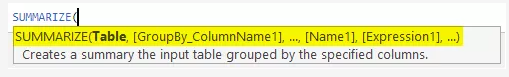 SUMMARIZE(
SUMMARIZE(Table, [GroupBy_ColumnName1], ..., [Name1], [Expression1], ...)
Creates a summary the input table grouped by the specified columns.